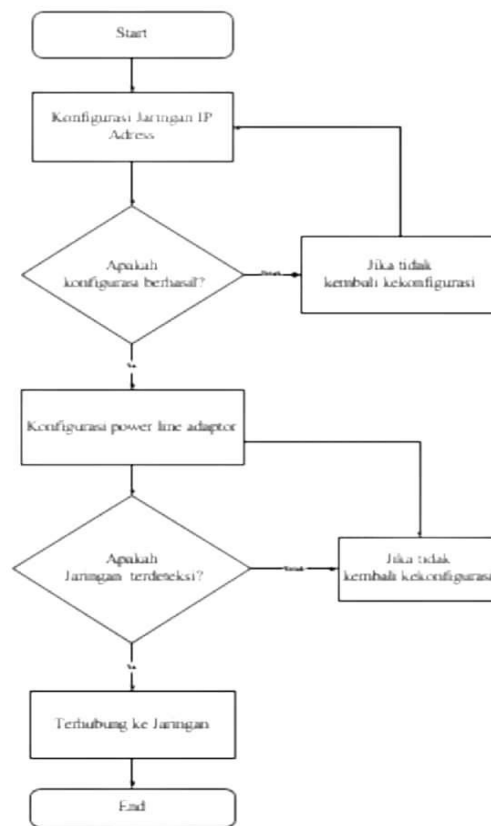 Start
Konfigurasi Jaringan IP
Adress
Apakah
konfigurasi berhasil?
Jika tidak
kembali kekonfigurasi
Konfigurasi power line adaptor
Apakah
Jaringan terdeteksi?
Jika tidak
kembali kekonfigurasi
Terhubung ke Jaringan
End